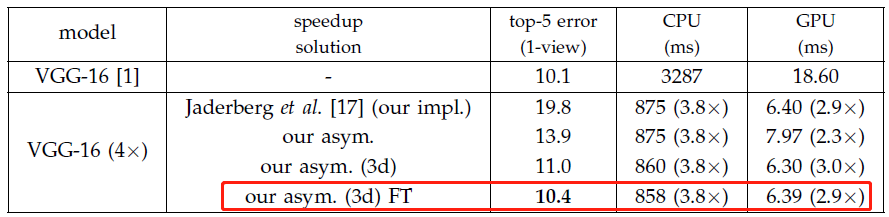 model speedup solution top-5 error (1-view) CPU (ms) GPU (ms)
VGG-16 [1] - 10.1 3287 18.60
VGG-16 (4×) Jaderberg et al. [17] (our impl.) 19.8 875 (3.8×) 6.40 (2.9×)
our asym. 13.9 875 (3.8×) 7.97 (2.3×)
our asym. (3d) 11.0 860 (3.8×) 6.30 (3.0×)
our asym. (3d) FT 10.4 858 (3.8×) 6.39 (2.9×)